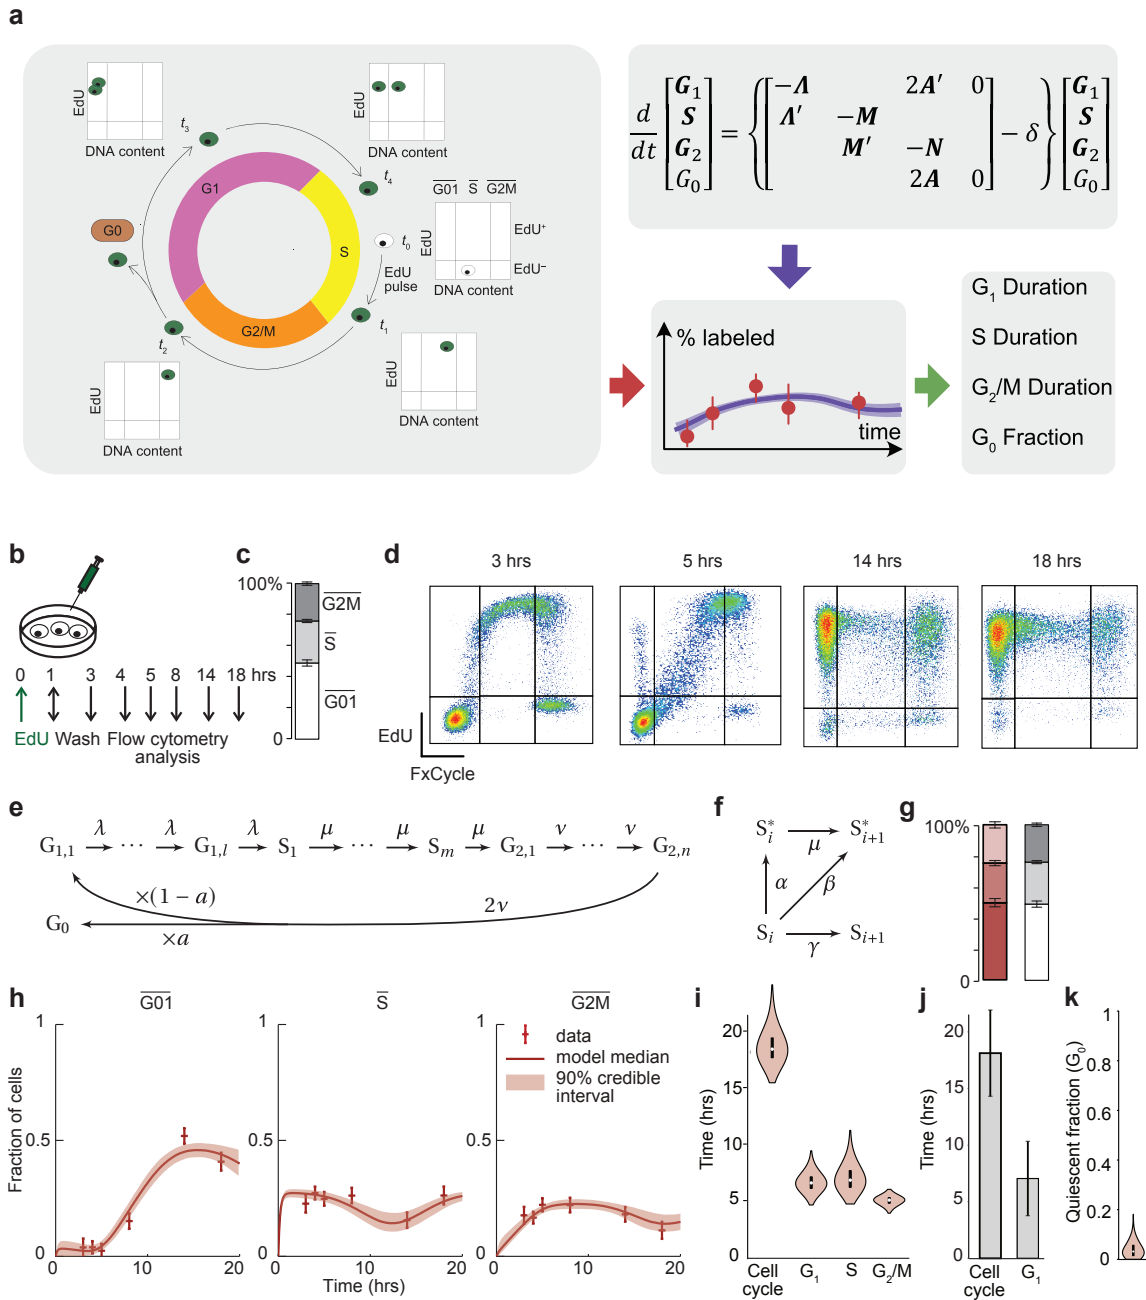 a
EdU
DNA content
t3
EdU
DNA content
t4
G1
S
G2/M
G0
G01 S G2M
t0
EdU
EdU+
EdU−
DNA content
EdU
pulse
t1
t2
EdU
DNA content
EdU
DNA content
d/dt [G1 S G2 G0] = {[−Λ 2A′ 0
Λ′ −M
M′ −N
2A 0] − δ} [G1 S G2 G0]
% labeled
time
G1 Duration
S Duration
G2/M Duration
G0 Fraction
b
0 1 3 4 5 8 14 18 hrs
EdU Wash Flow cytometry
analysis
c
100%
G2M
S
G01
0
d
3 hrs 5 hrs 14 hrs 18 hrs
EdU
FxCycle
e
G1,1 λ ⋯ λ G1,l λ S1 μ ⋯ μ Sm μ G2,1 ν ⋯ ν G2,n
×(1 − a)
2ν
G0
×a
f
Si* μ Si+1*
α β
Si γ Si+1
g
100%
0
h
G01 S G2M
Fraction of cells
1
0.5
0
0 10 20
1
0.5
0
0 10 20
1
0.5
0
0 10 20
data
model median
90% credible
interval
Time (hrs)
i
Time (hrs)
20
15
10
5
0
Cell
cycle
G1 S G2/M
j
Time (hrs)
20
15
10
5
0
Cell
cycle
G1
k
Quiescent fraction (G0)
1
0.8
0.6
0.4
0.2
0